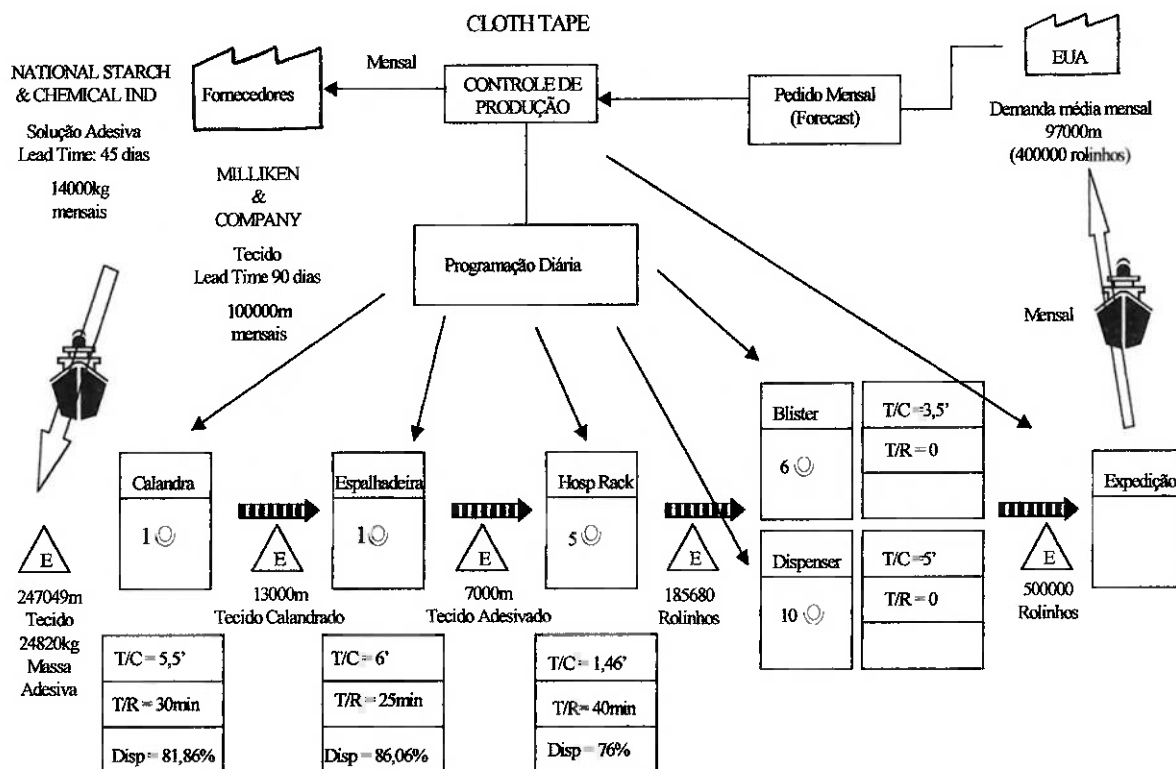 CLOTH TAPE
NATIONAL STARCH
& CHEMICAL IND
Solução Adesiva
Lead Time: 45 dias
14000kg
mensais
Fornecedores
Mensal
CONTROLE DE
PRODUÇÃO
Pedido Mensal
(Forecast)
EUA
Demanda média mensal
97000m
(400000 rolinhos)
MILLIKEN
&
COMPANY
Tecido
Lead Time 90 dias
100000m
mensais
Programação Diária
Mensal
Calandra
1
Espalhadeira
1
Hosp Rack
5
Blister
6
T/C =3,5’
T/R = 0
Dispenser
10
T/C =5’
T/R = 0
Expedição
E
247049m
Tecido
24820kg
Massa
Adesiva
E
13000m
Tecido Calandrado
E
7000m
Tecido Adesivado
E
185680
Rolinhos
E
500000
Rolinhos
T/C = 5,5’
T/R = 30min
Disp = 81,86%
T/C = 6’
T/R = 25min
Disp = 86,06%
T/C = 1,46’
T/R = 40min
Disp = 76%